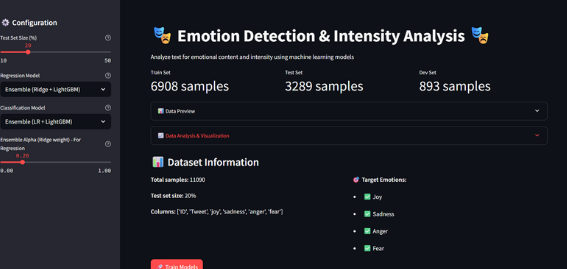 Configuration
Test Set Size (%)
20
10 50
Regression Model
Ensemble (Ridge + LightGBM)
Classification Model
Ensemble (LR + LightGBM)
Ensemble Alpha (Ridge weight) - For
Regression
0.20
0.00 1.00
Emotion Detection & Intensity Analysis
Analyze text for emotional content and intensity using machine learning models
Train Set
6908 samples
Test Set
3289 samples
Dev Set
893 samples
Data Preview
Data Analysis & Visualization
Dataset Information
Total samples: 11090
Test set size: 20%
Columns: ['ID', 'Tweet', 'joy', 'sadness', 'anger', 'fear']
Target Emotions:
Joy
Sadness
Anger
Fear
Train Models